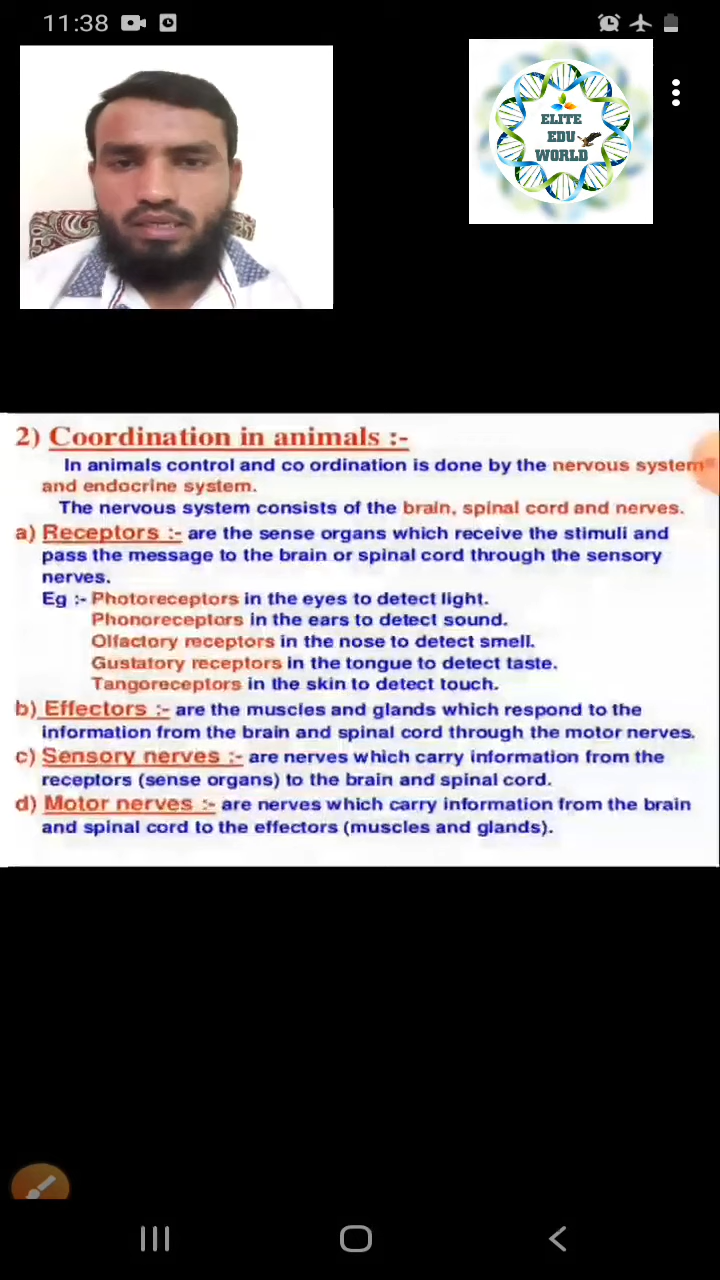 11:38
ELITE
EDU
WORLD
2) Coordination in animals :-
In animals control and co ordination is done by the nervous system
and endocrine system.
The nervous system consists of the brain, spinal cord and nerves.
a) Receptors :- are the sense organs which receive the stimuli and
pass the message to the brain or spinal cord through the sensory
nerves.
Eg :- Photoreceptors in the eyes to detect light.
Phonoreceptors in the ears to detect sound.
Olfactory receptors in the nose to detect smell.
Gustatory receptors in the tongue to detect taste.
Tangoreceptors in the skin to detect touch.
b) Effectors :- are the muscles and glands which respond to the
information from the brain and spinal cord through the motor nerves.
c) Sensory nerves :- are nerves which carry information from the
receptors (sense organs) to the brain and spinal cord.
d) Motor nerves :- are nerves which carry information from the brain
and spinal cord to the effectors (muscles and glands).